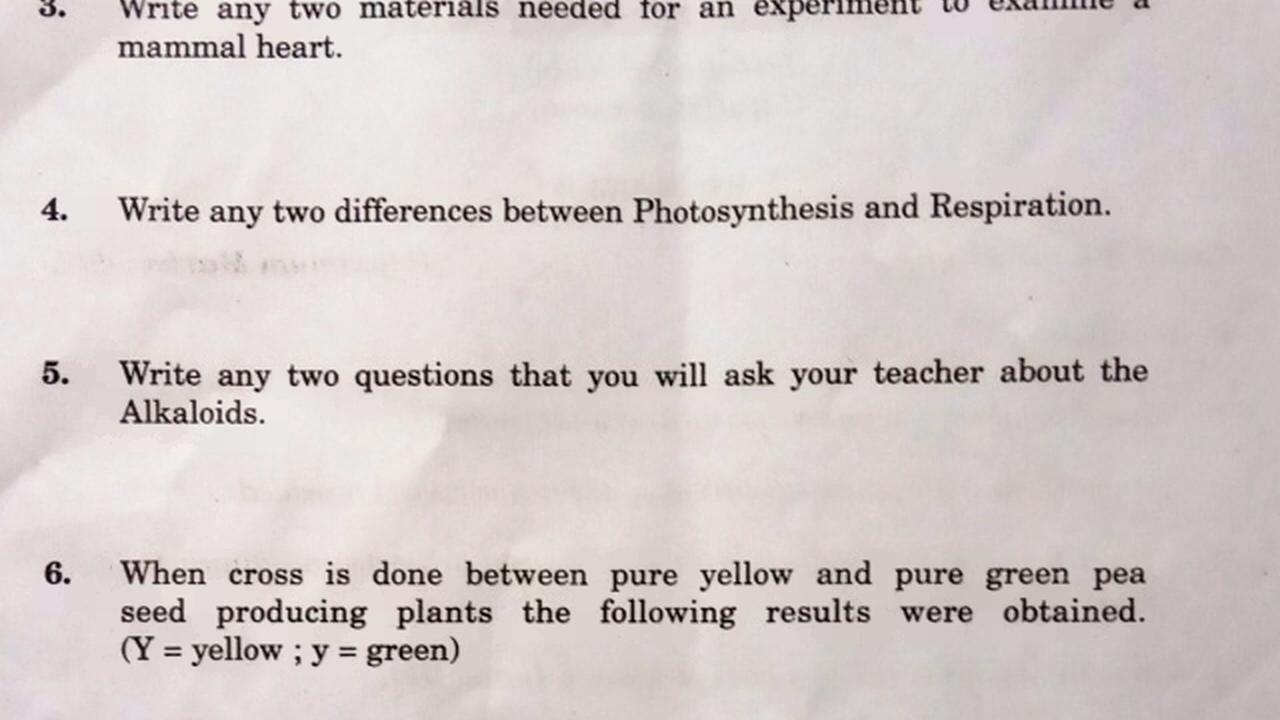 3. Write any two materials needed for an experiment to examine a
mammal heart.
4. Write any two differences between Photosynthesis and Respiration.
5. Write any two questions that you will ask your teacher about the
Alkaloids.
6. When cross is done between pure yellow and pure green pea
seed producing plants the following results were obtained.
(Y = yellow ; y = green)